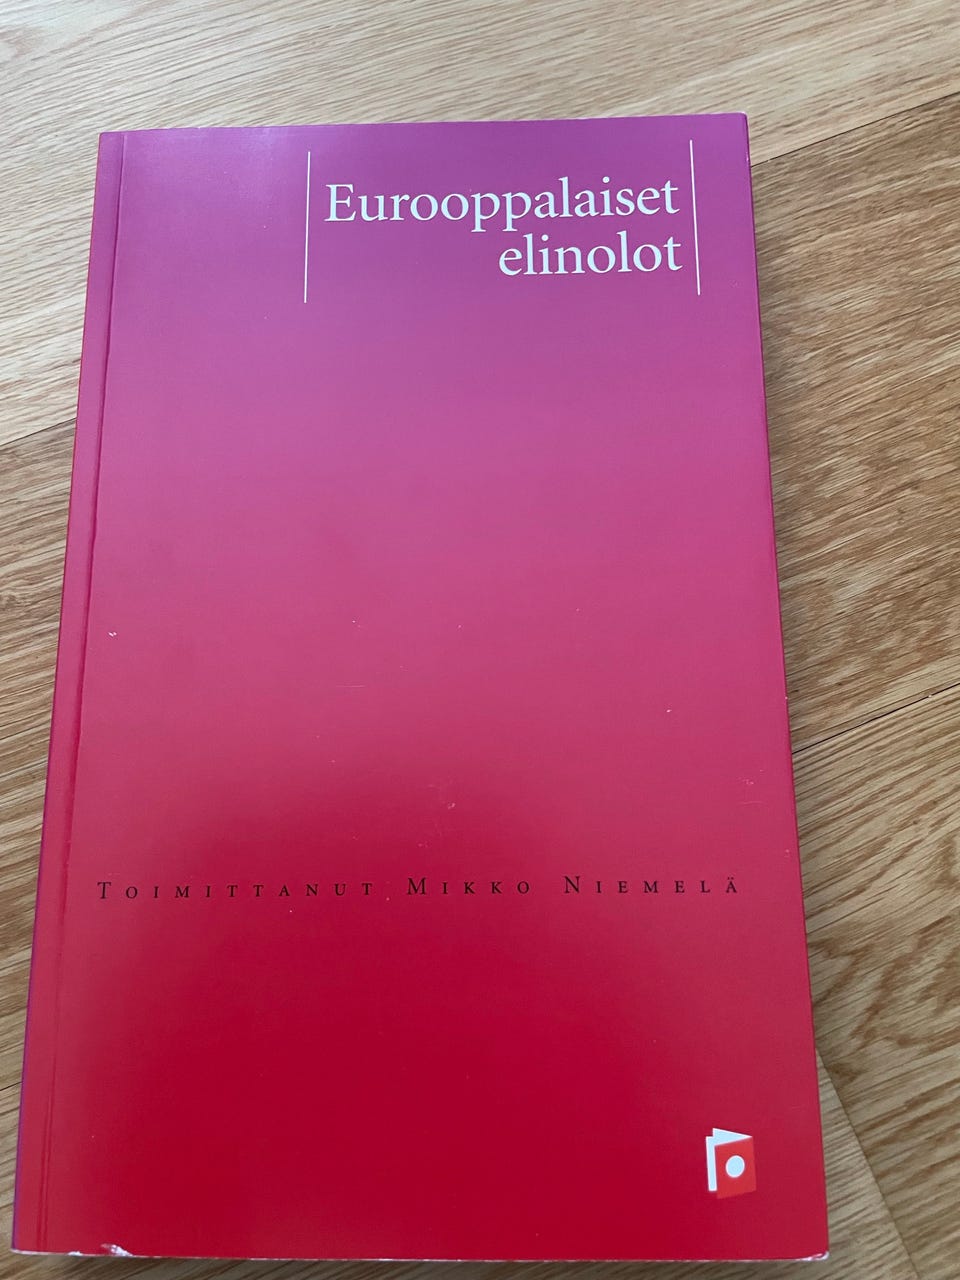 Eurooppalaiset
elinolot
Toimittanut Mikko Niemelä